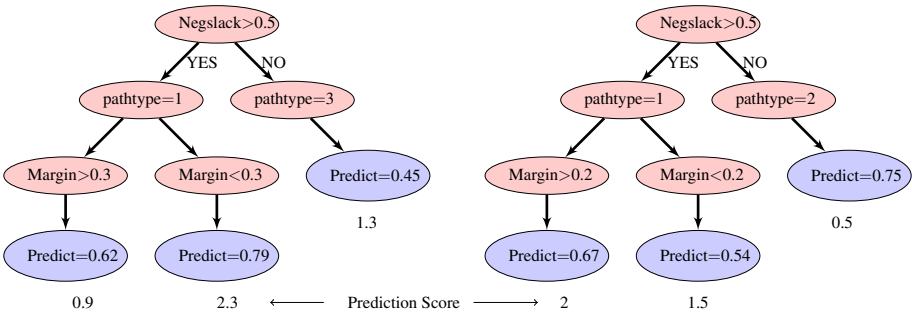 Negslack>0.5
Negslack>0.5
YES
NO
YES
NO
pathtype=1
pathtype=3
pathtype=1
pathtype=2
Margin>0.3
Margin<0.3
Predict=0.45
Margin>0.2
Margin<0.2
Predict=0.75
1.3
0.5
Predict=0.62
Predict=0.79
Predict=0.67
Predict=0.54
0.9
2.3
Prediction Score
2
1.5